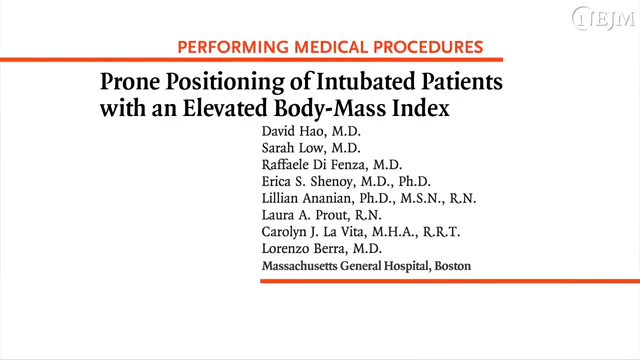 NEJM
PERFORMING MEDICAL PROCEDURES
Prone Positioning of Intubated Patients
with an Elevated Body-Mass Index
David Hao, M.D.
Sarah Low, M.D.
Raffaele Di Fenza, M.D.
Erica S. Shenoy, M.D., Ph.D.
Lillian Ananian, Ph.D., M.S.N., R.N.
Laura A. Prout, R.N.
Carolyn J. La Vita, M.H.A., R.R.T.
Lorenzo Berra, M.D.
Massachusetts General Hospital, Boston